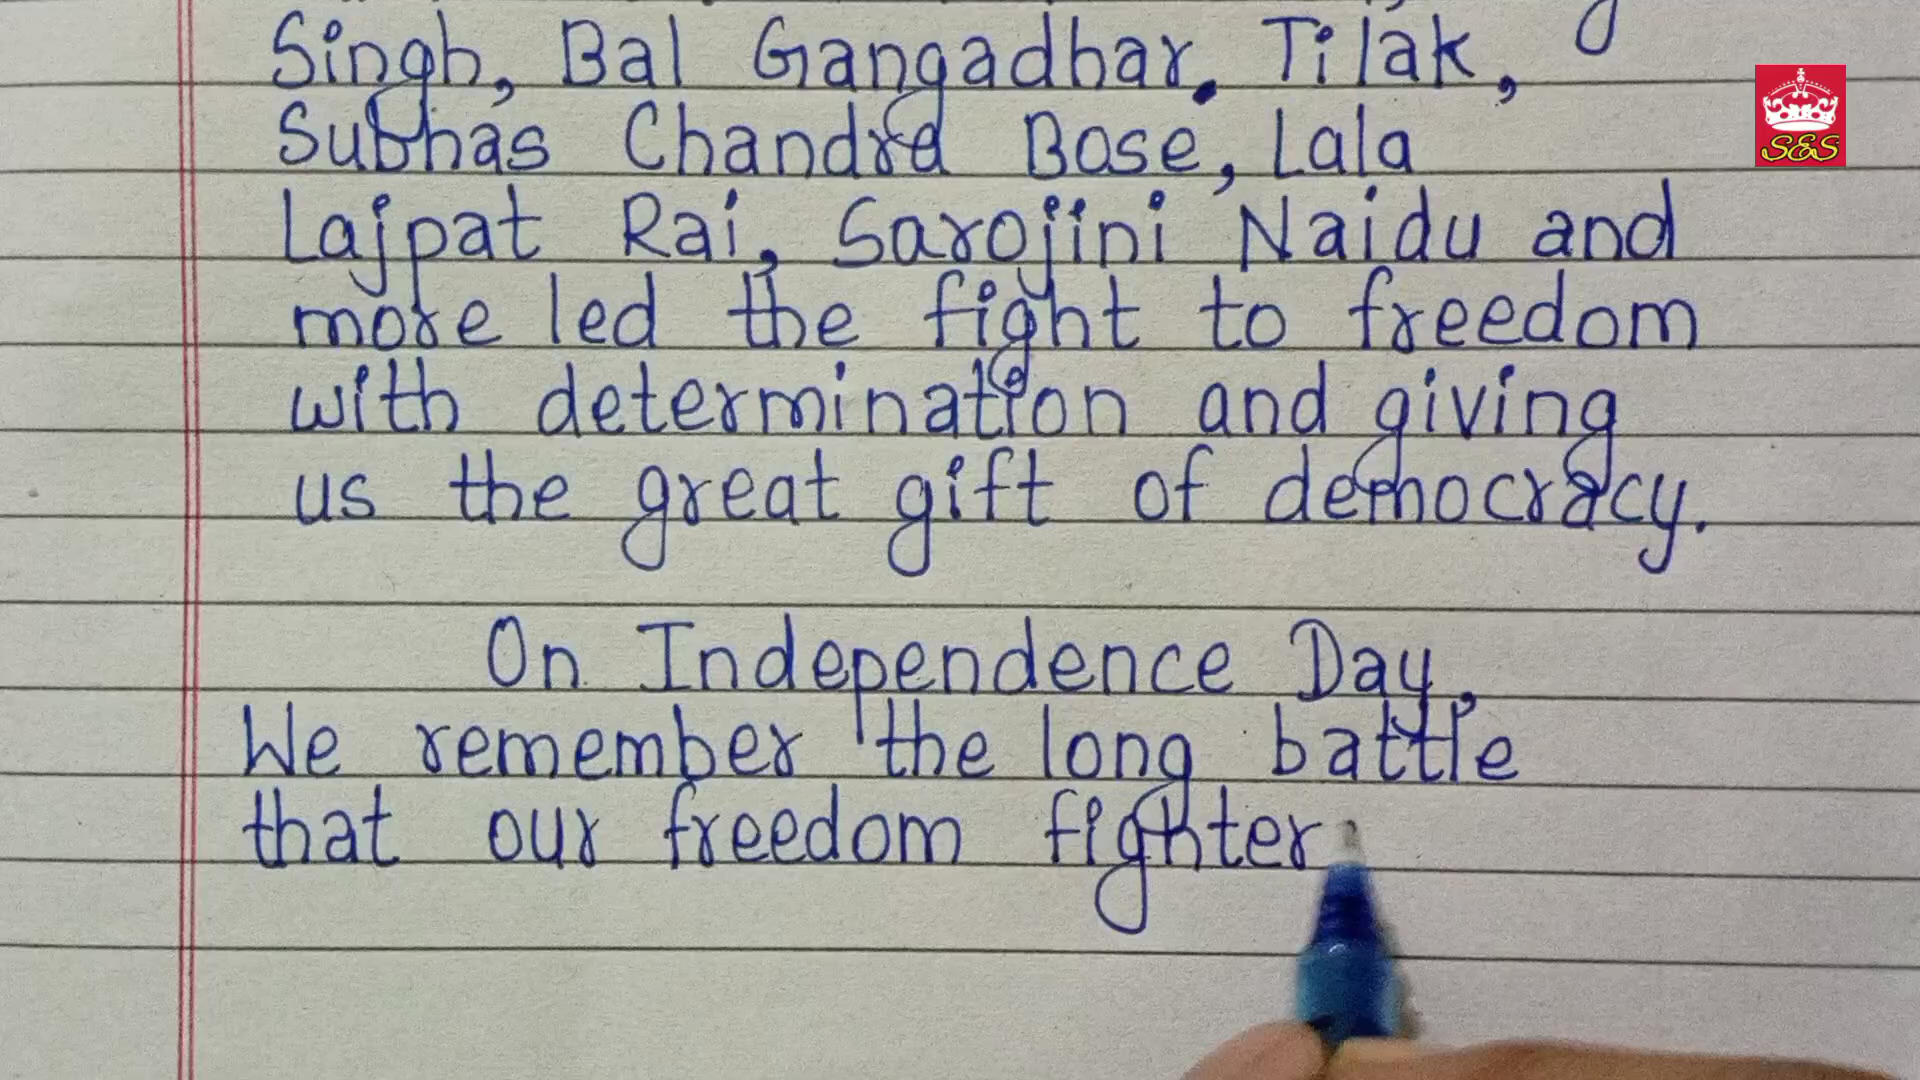 Singh, Bal Gangadhar. Tilak,
Subhas Chandra Bose, Lala
Lajpat Rai, Sarojini Naidu and
more led the fight to freedom
with determination and giving
us the great gift of democracy.
On Independence Day,
We remember the long battle
that our freedom fighter
S&S